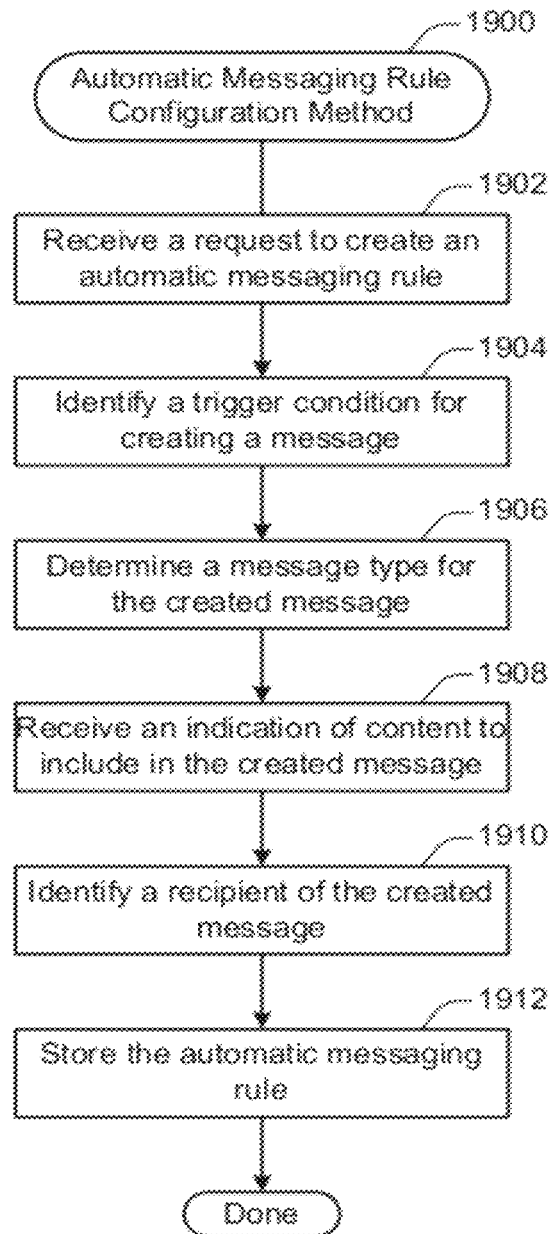 1900
Automatic Messaging Rule
Configuration Method
1902
Receive a request to create an
automatic messaging rule
1904
Identify a trigger condition for
creating a message
1906
Determine a message type for
the created message
1908
Receive an indication of content to
include in the created message
1910
Identify a recipient of the created
message
1912
Store the automatic messaging
rule
Done